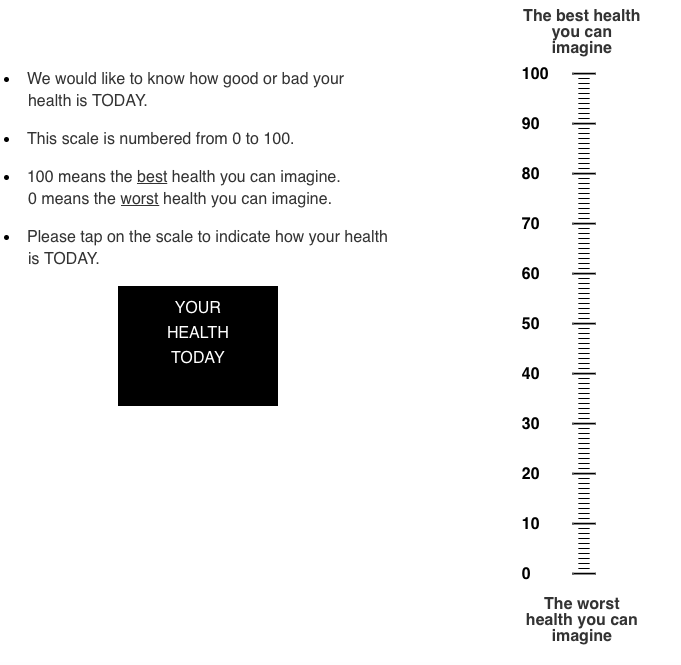 We would like to know how good or bad your
health is TODAY.
This scale is numbered from 0 to 100.
100 means the best health you can imagine.
0 means the worst health you can imagine.
Please tap on the scale to indicate how your health
is TODAY.
YOUR
HEALTH
TODAY
The best health
you can
imagine
100
90
80
70
60
50
40
30
20
10
0
The worst
health you can
imagine